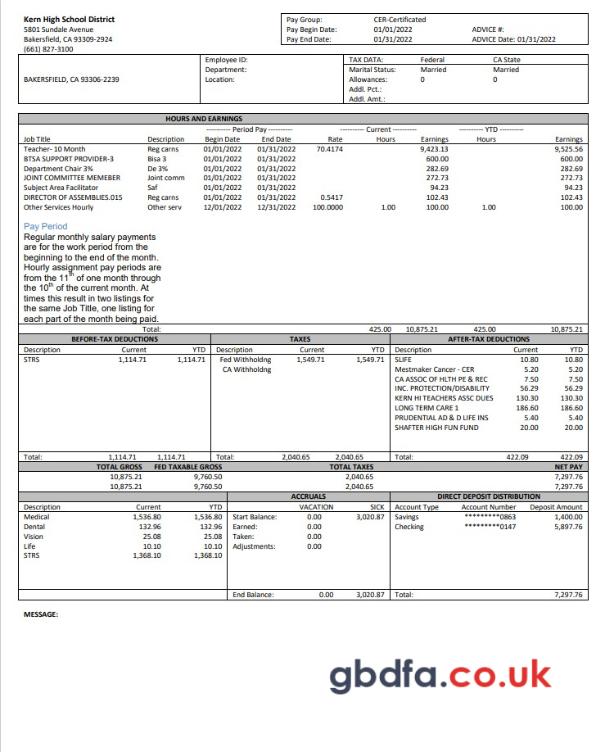 Kern High School District
5801 Sundale Avenue
Bakersfield, CA 93309-2924
(661) 827-3100
Pay Group: CER-Certificated
Pay Begin Date: 01/01/2022 ADVICE #:
Pay End Date: 01/31/2022 ADVICE Date: 01/31/2022
BAKERSFIELD, CA 93306-2239
Employee ID:
Department:
Location:
TAX DATA: Federal CA State
Marital Status: Married Married
Allowances: 0 0
Addl. Pct.:
Addl. Amt.:
HOURS AND EARNINGS
---------- Period Pay ---------- ---------- Current ---------- ---------- YTD ----------
Job Title Description Begin Date End Date Rate Hours Earnings Hours Earnings
Teacher- 10 Month Reg carns 01/01/2022 01/31/2022 70.4174 9,423.13 9,525.56
BTSA SUPPORT PROVIDER-3 Bisa 3 01/01/2022 01/31/2022 600.00 600.00
Department Chair 3% De 3% 01/01/2022 01/31/2022 282.69 282.69
JOINT COMMITTEE MEMEBER Joint comm 01/01/2022 01/31/2022 272.73 272.73
Subject Area Facilitator Saf 01/01/2022 01/31/2022 94.23 94.23
DIRECTOR OF ASSEMBLIES.015 Reg carns 01/01/2022 01/31/2022 0.5417 102.43 102.43
Other Services Hourly Other serv 12/01/2022 12/31/2022 100.0000 1.00 100.00 1.00 100.00
Pay Period
Regular monthly salary payments
are for the work period from the
beginning to the end of the month.
Hourly assignment pay periods are
from the 11th of one month through
the 10th of the current month. At
times this result in two listings for
the same Job Title, one listing for
each part of the month being paid.
Total: 425.00 10,875.21 425.00 10,875.21
BEFORE-TAX DEDUCTIONS
Description Current YTD
STRS 1,114.71 1,114.71
Total: 1,114.71 1,114.71
TAXES
Description Current YTD
Fed Withholdng 1,549.71 1,549.71
CA Withholdng
Total: 2,040.65 2,040.65
AFTER-TAX DEDUCTIONS
Description Current YTD
SLIFE 10.80 10.80
Mestmaker Cancer - CER 5.20 5.20
CA ASSOC OF HLTH PE & REC 7.50 7.50
INC. PROTECTION/DISABILITY 56.29 56.29
KERN HI TEACHERS ASSC DUES 130.30 130.30
LONG TERM CARE 1 186.60 186.60
PRUDENTIAL AD & D LIFE INS 5.40 5.40
SHAFTER HIGH FUN FUND 20.00 20.00
Total: 422.09 422.09
TOTAL GROSS FED TAXABLE GROSS TOTAL TAXES NET PAY
10,875.21 9,760.50 2,040.65 7,297.76
10,875.21 9,760.50 2,040.65 7,297.76
Description Current YTD
Medical 1,536.80 1,536.80
Dental 132.96 132.96
Vision 25.08 25.08
Life 10.10 10.10
STRS 1,368.10 1,368.10
ACCRUALS
VACATION SICK
Start Balance: 0.00 3,020.87
Earned: 0.00
Taken: 0.00
Adjustments: 0.00
End Balance: 0.00 3,020.87
DIRECT DEPOSIT DISTRIBUTION
Account Type Account Number Deposit Amount
Savings *********0863 1,400.00
Checking *********0147 5,897.76
Total: 7,297.76
MESSAGE:
gbdfa.co.uk